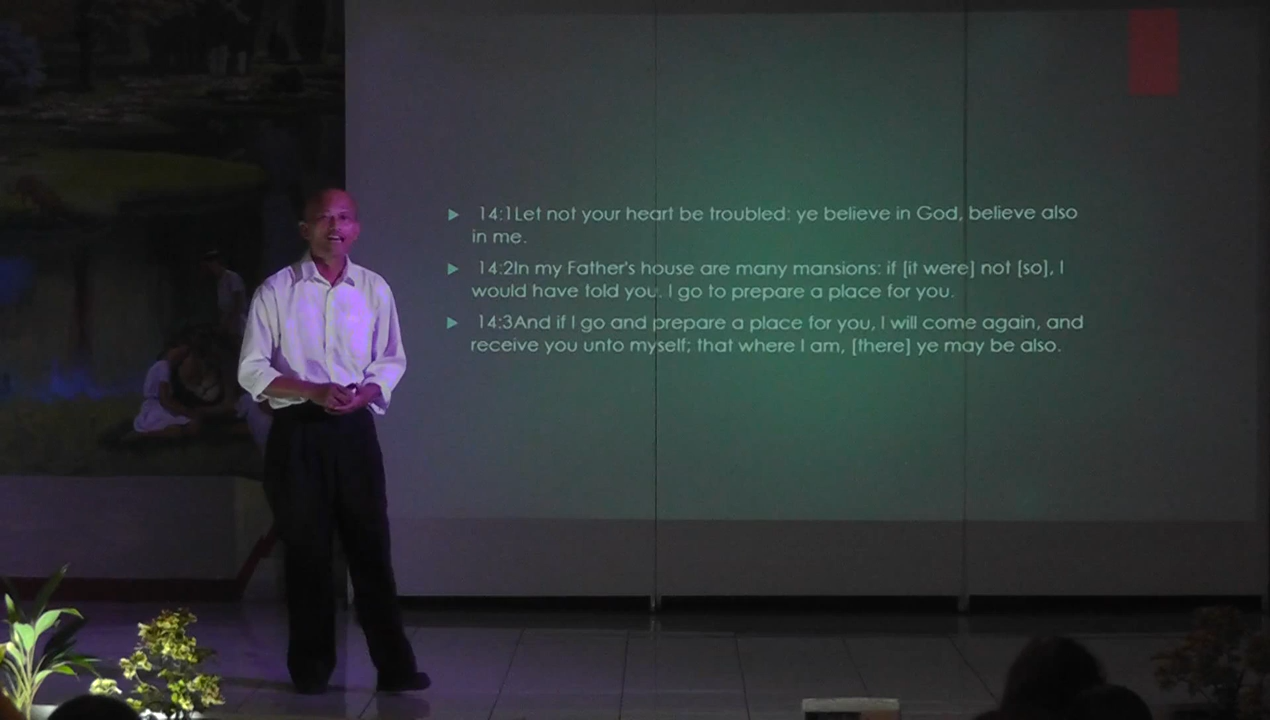 14:1Let not your heart be troubled: ye believe in God, believe also
in me.
14:2In my Father's house are many mansions: if [it were] not [so], I
would have told you. I go to prepare a place for you.
14:3And if I go and prepare a place for you, I will come again, and
receive you unto myself; that where I am, [there] ye may be also.